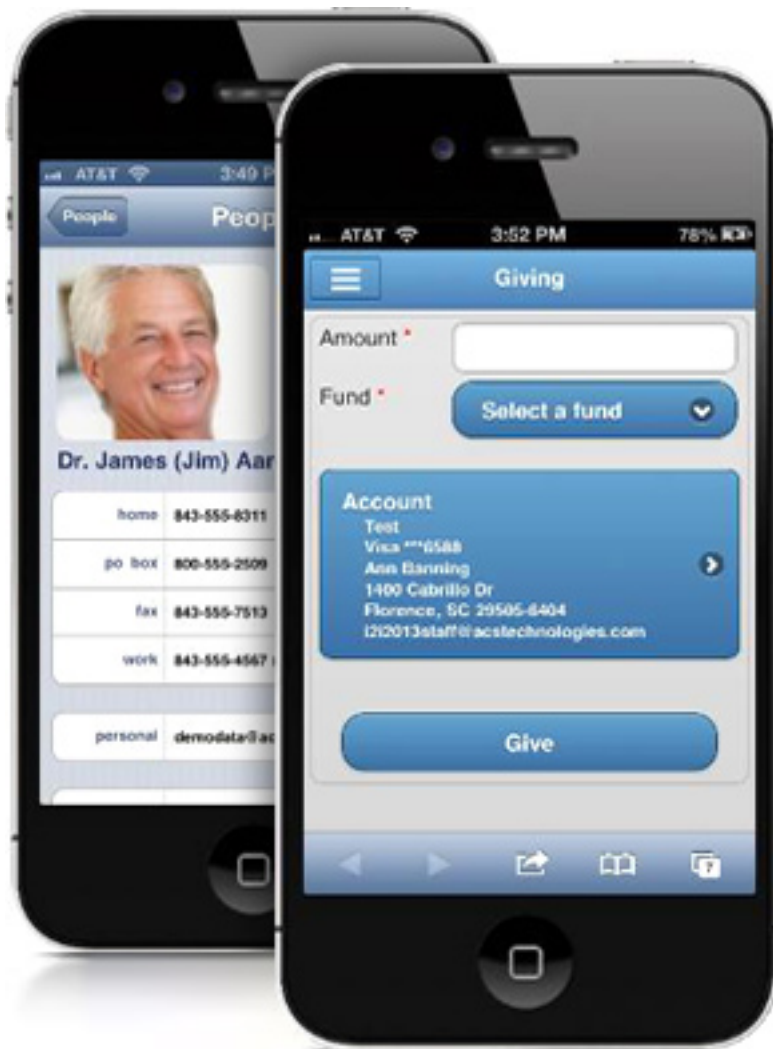 AT&T 3:49 P
People Peop
Dr. James (Jim) Aar
home 843-555-8311
po box 800-555-2509
fax 843-555-7513
work 843-555-4567
personal demodata@ac
AT&T 3:52 PM 78%
Giving
Amount *
Fund * Select a fund
Account
Test
Visa ***6588
Ann Banning
1400 Cabrillo Dr
Florence, SC 29505-6404
i2i2013staff@acstechnologies.com
Give